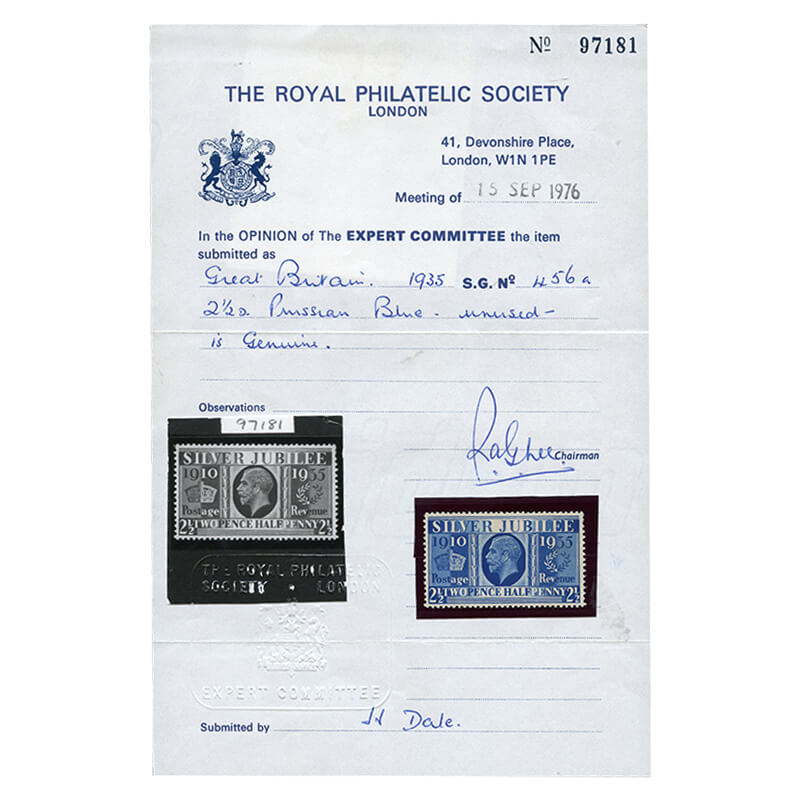 Nº 97181
THE ROYAL PHILATELIC SOCIETY
LONDON
41, Devonshire Place,
London, W1N 1PE
Meeting of 15 SEP 1976
In the OPINION of The EXPERT COMMITTEE the item
submitted as
Great Britain. 1935 S.G. Nº 456a
2½d. Prussian Blue - unused -
is Genuine.
Observations
97181
Chairman
SILVER JUBILEE
1910 1935
Postage Revenue
2½ TWO PENCE HALFPENNY 2½
SILVER JUBILEE
1910 1935
Postage Revenue
2½ TWO PENCE HALFPENNY 2½
THE ROYAL PHILATELIC
SOCIETY LONDON
EXPERT COMMITTEE
Submitted by H Dale.